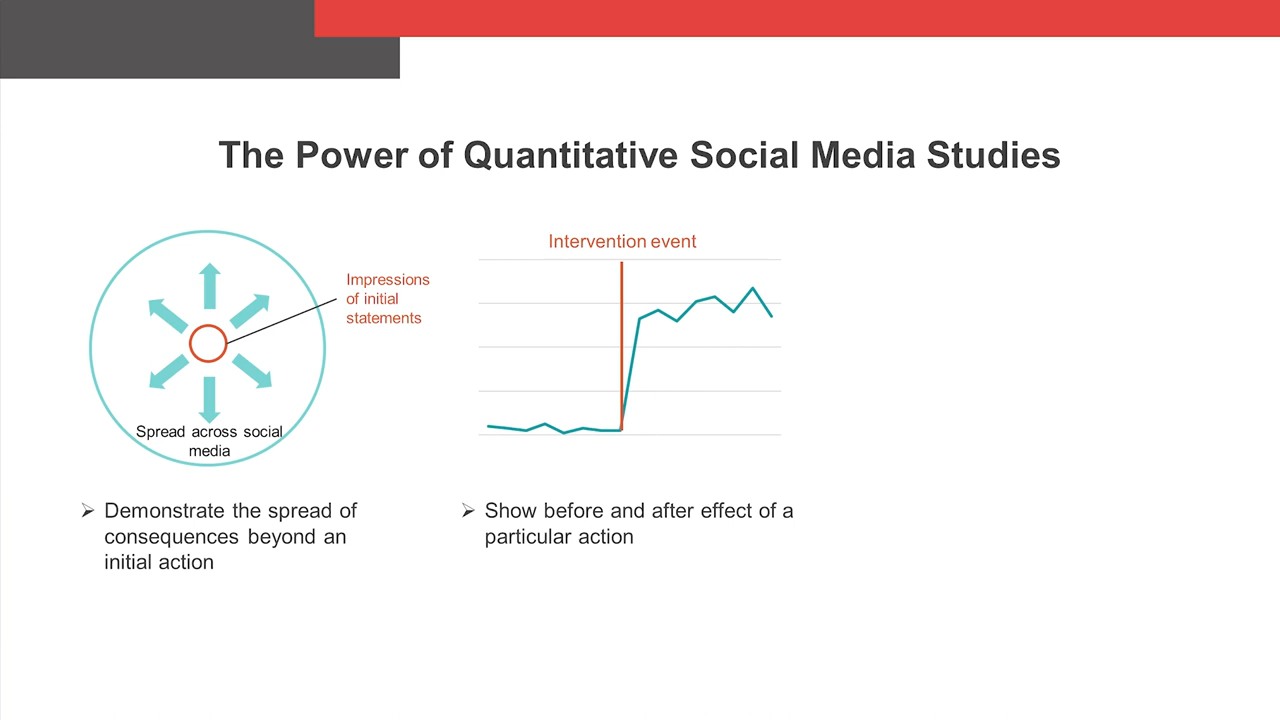 The Power of Quantitative Social Media Studies
Impressions
of initial
statements
Spread across social
media
Intervention event
➢ Demonstrate the spread of
consequences beyond an
initial action
➢ Show before and after effect of a
particular action